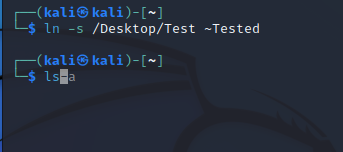 ┌──(kali㉿kali)-[~]
└─$ ln -s /Desktop/Test ~Tested
┌──(kali㉿kali)-[~]
└─$ ls-a